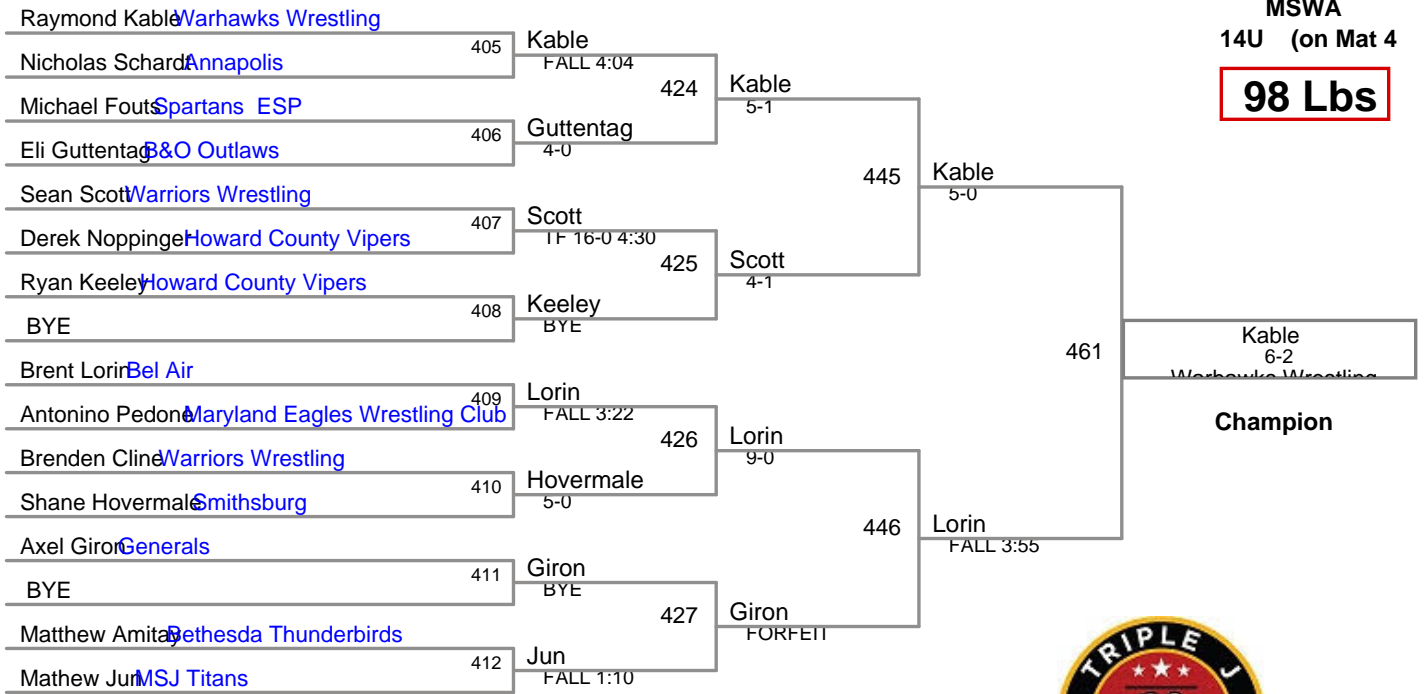 MSWA
14U (on Mat 4
98 Lbs
Raymond Kable Warhawks Wrestling
405
Nicholas Schardt Annapolis
Kable
FALL 4:04
Michael Fouts Spartans ESP
406
Eli Guttentag B&O Outlaws
Guttentag
4-0
424
Kable
5-1
Sean Scott Warriors Wrestling
407
Derek Noppinger Howard County Vipers
Scott
TF 16-0 4:30
Ryan Keeley Howard County Vipers
408
BYE
Keeley
BYE
425
Scott
4-1
445
Kable
5-0
Brent Lorin Bel Air
409
Antonino Pedone Maryland Eagles Wrestling Club
Lorin
FALL 3:22
Brenden Cline Warriors Wrestling
410
Shane Hovermale Smithsburg
Hovermale
5-0
426
Lorin
9-0
Axel Giron Generals
411
BYE
Giron
BYE
Matthew Amitay Bethesda Thunderbirds
412
Mathew Jun MSJ Titans
Jun
FALL 1:10
427
Giron
FORFEIT
446
Lorin
FALL 3:55
461
Kable
6-2
Warhawks Wrestling
Champion
TRIPLE J